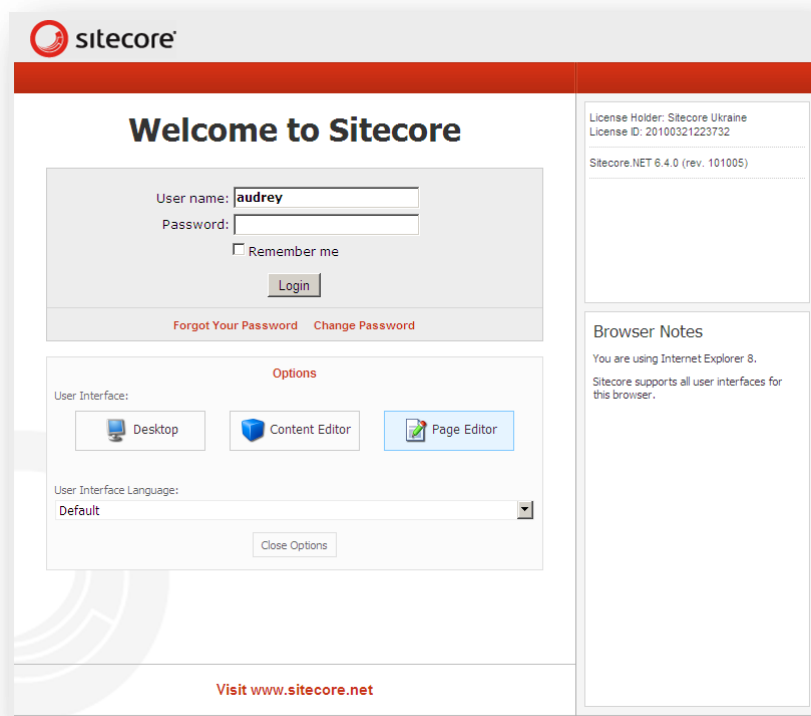 sitecore
Welcome to Sitecore
User name: audrey
Password:
Remember me
Login
Forgot Your Password Change Password
Options
User Interface:
Desktop Content Editor Page Editor
User Interface Language:
Default
Close Options
Visit www.sitecore.net
License Holder: Sitecore Ukraine
License ID: 20100321223732
Sitecore.NET 6.4.0 (rev. 101005)
Browser Notes
You are using Internet Explorer 8.
Sitecore supports all user interfaces for
this browser.